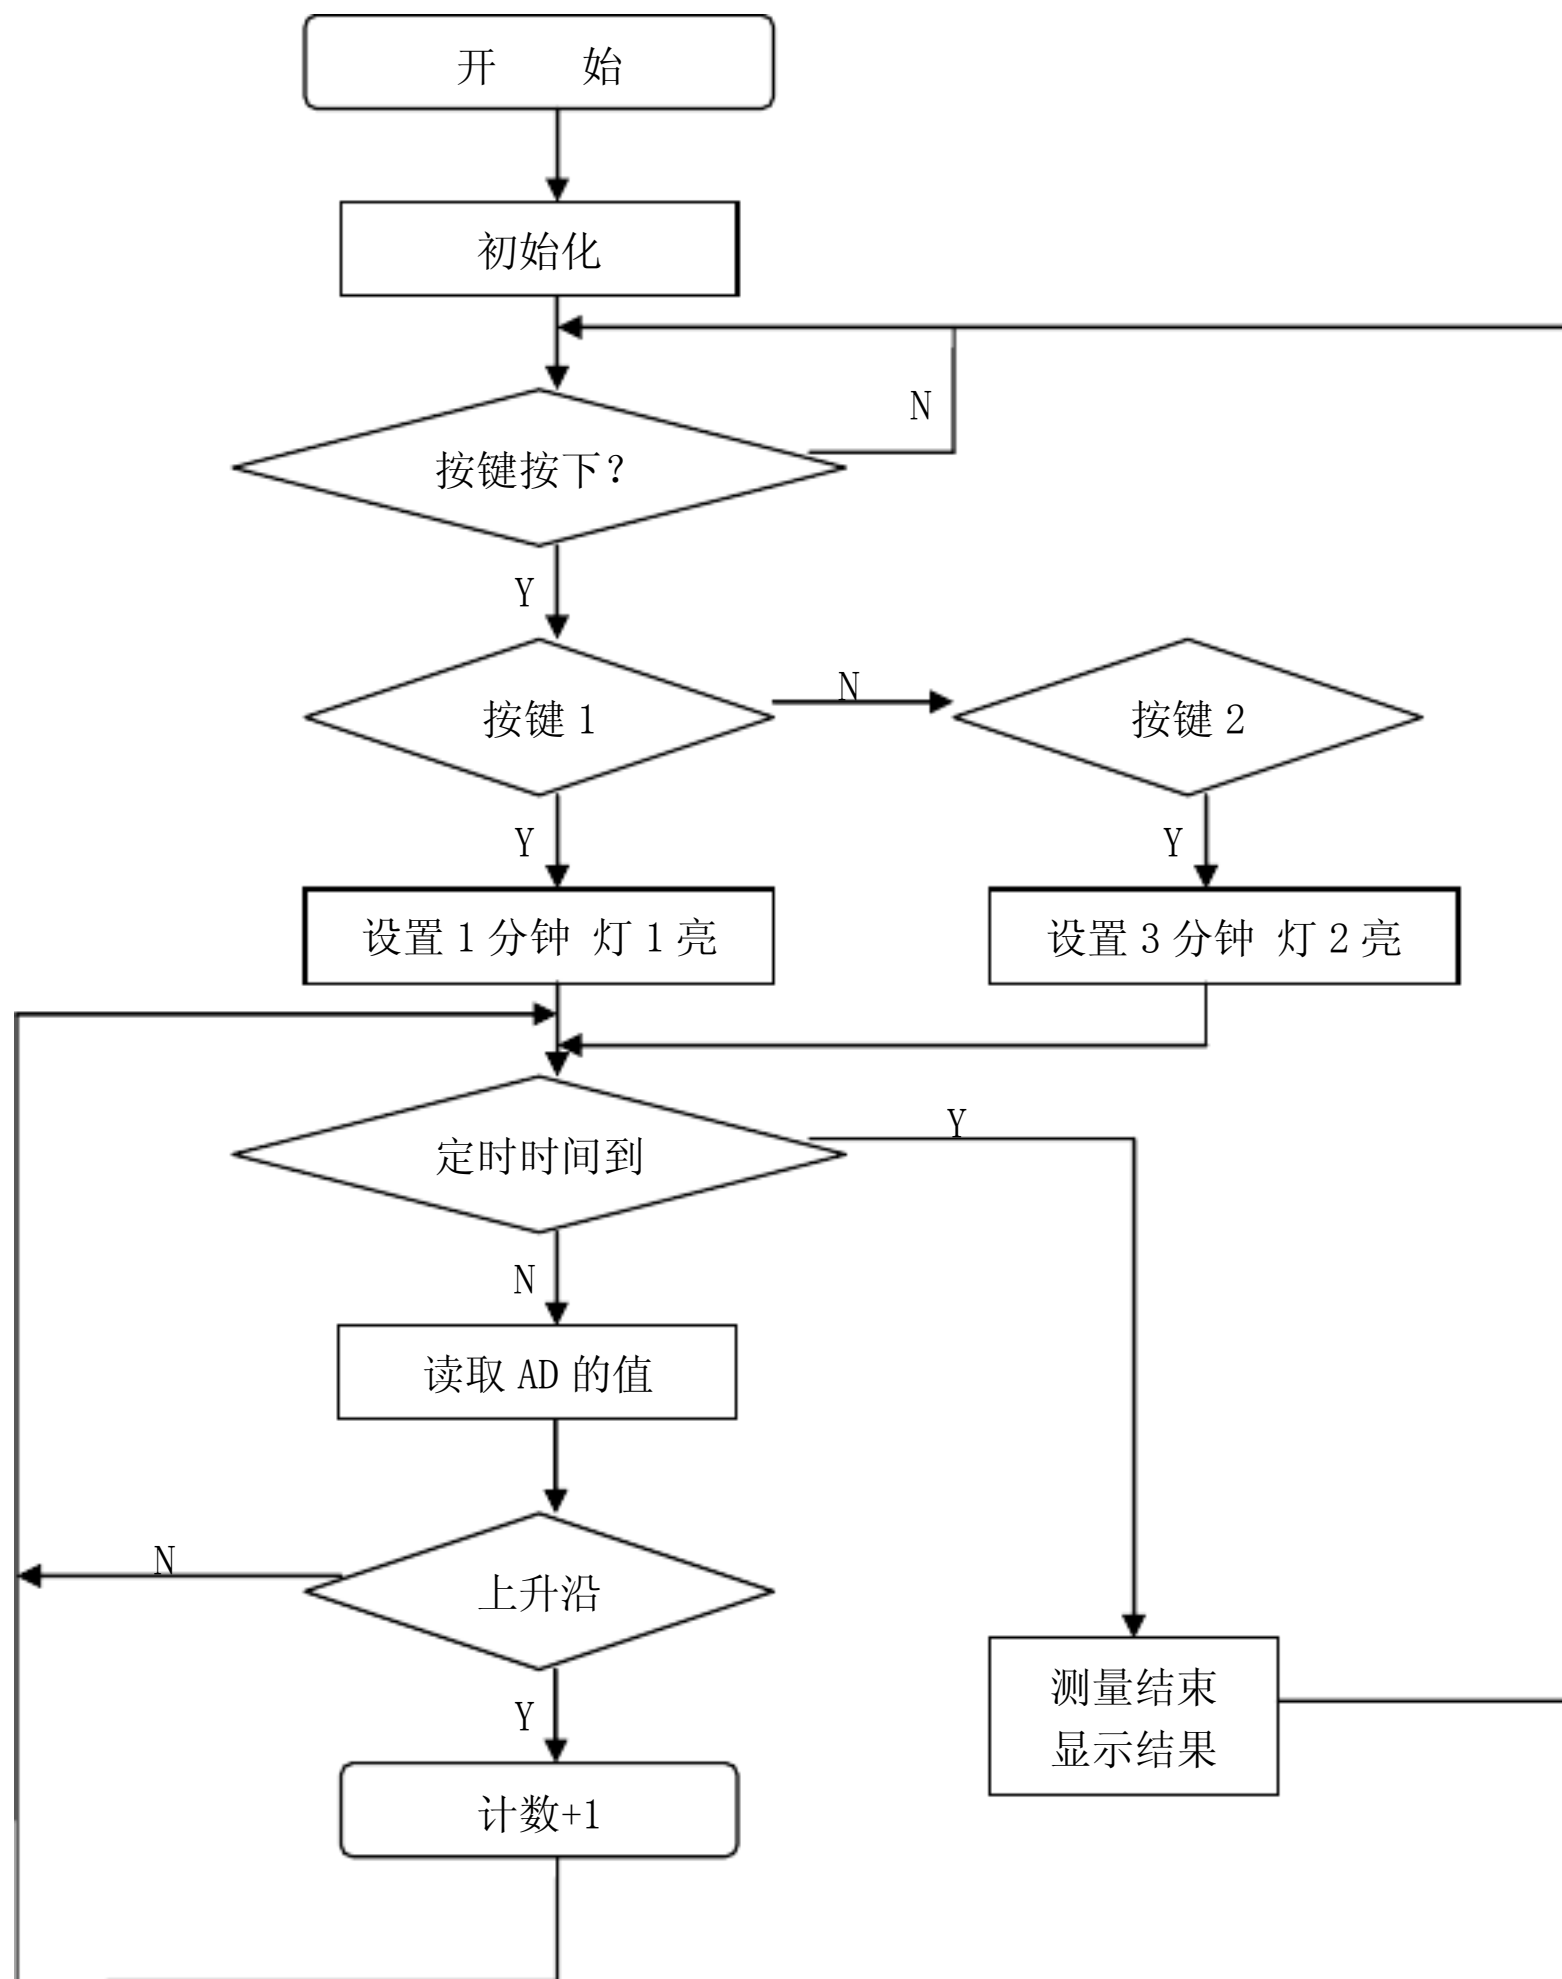 开 始
初始化
N
按键按下？
Y
按键 1
N
按键 2
Y
Y
设置 1 分钟 灯 1 亮
设置 3 分钟 灯 2 亮
Y
定时时间到
N
读取 AD 的值
N
上升沿
Y
测量结束
显示结果
计数+1